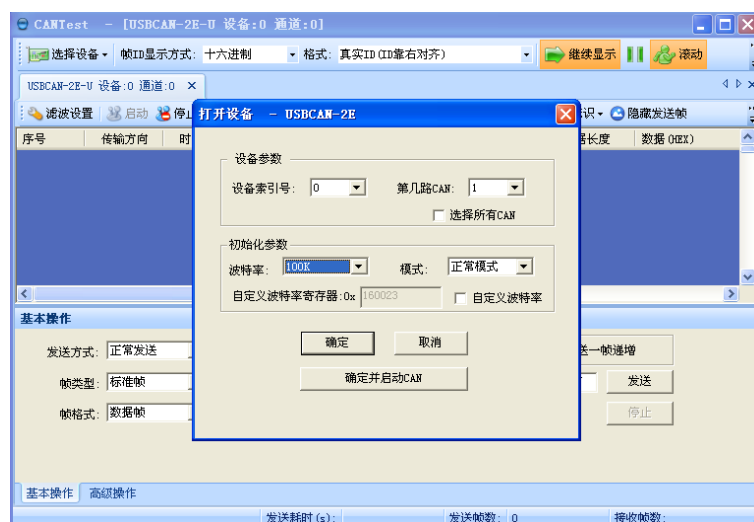 CANTest - [USBCAN-2E-U 设备:0 通道:0]
选择设备 帧ID显示方式: 十六进制 格式: 真实ID(ID靠右对齐) 继续显示 滚动
USBCAN-2E-U 设备:0 通道:0
滤波设置 启动 隐藏发送帧
序号 传输方向 数据(HEX)
打开设备 - USBCAN-2E
设备参数
设备索引号: 0 第几路CAN: 1
选择所有CAN
初始化参数
波特率: 100K 模式: 正常模式
自定义波特率寄存器:0x 160023 自定义波特率
确定 取消
确定并启动CAN
基本操作
发送方式: 正常发送 一帧递增
帧类型: 标准帧 发送
帧格式: 数据帧 停止
基本操作 高级操作
发送耗时(s): 发送帧数: 0 接收帧数: